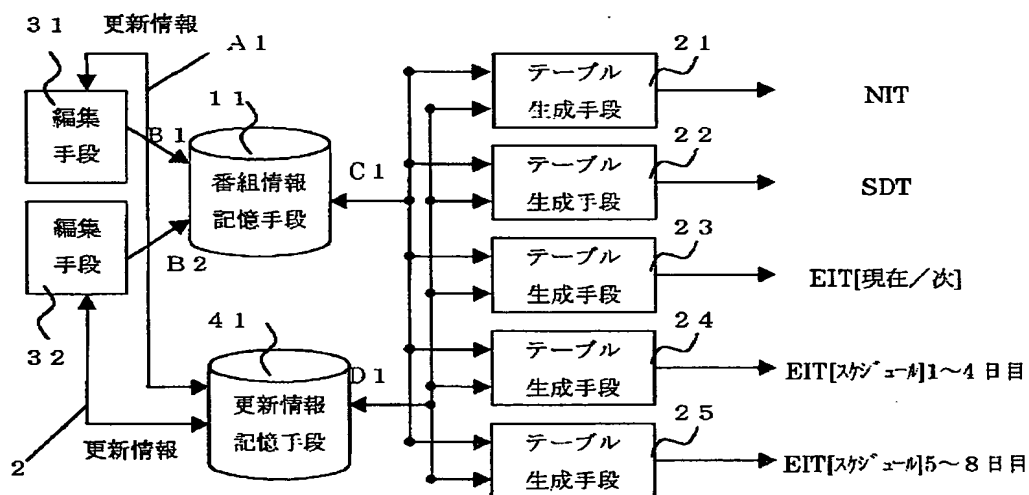 31
更新情報
A1
編集
手段
B1
11
番組情報
記憶手段
C1
編集
手段
B2
32
41
更新情報
記憶手段
D1
2
更新情報
テーブル
生成手段
21
NIT
テーブル
生成手段
22
SDT
テーブル
生成手段
23
EIT[現在／次]
テーブル
生成手段
24
EIT[スケジュール]1～4 日目
テーブル
生成手段
25
EIT[スケジュール]5～8 日目